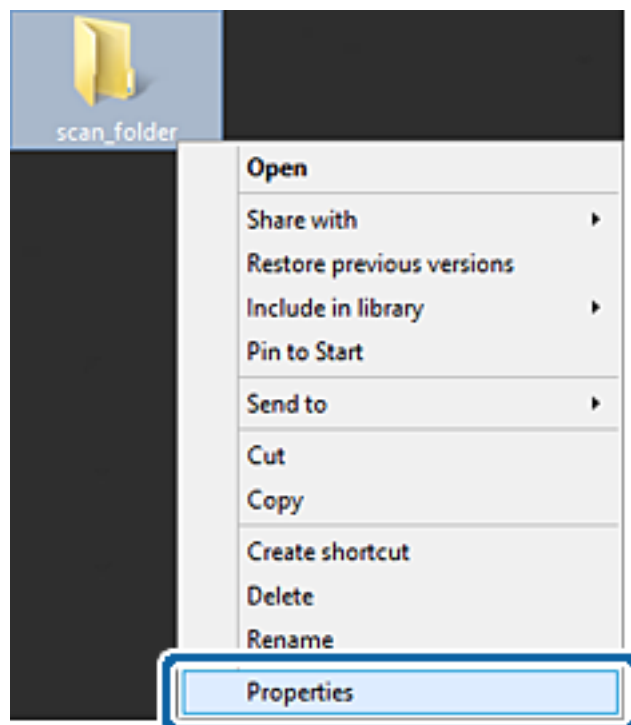 scan_folder
Open
Share with
Restore previous versions
Include in library
Pin to Start
Send to
Cut
Copy
Create shortcut
Delete
Rename
Properties